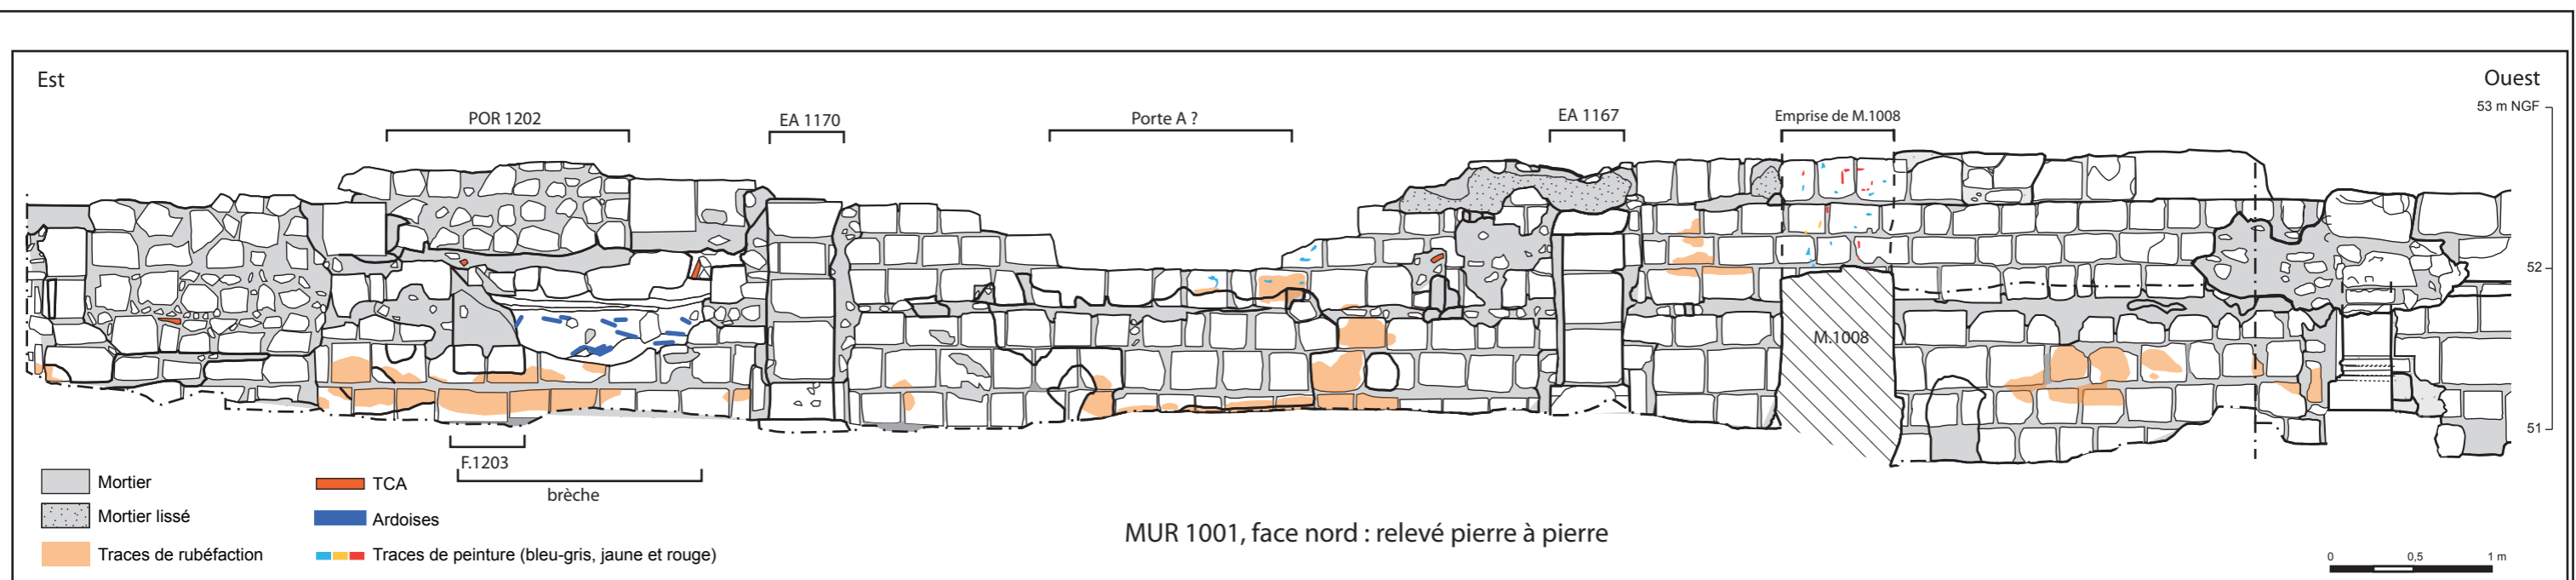 Est
Ouest
53 m NGF
POR 1202
EA 1170
Porte A ?
EA 1167
Emprise de M.1008
52
M.1008
51
F.1203
brèche
Mortier
TCA
Mortier lissé
Ardoises
Traces de rubéfaction
Traces de peinture (bleu-gris, jaune et rouge)
MUR 1001, face nord : relevé pierre à pierre
0 0,5 1 m